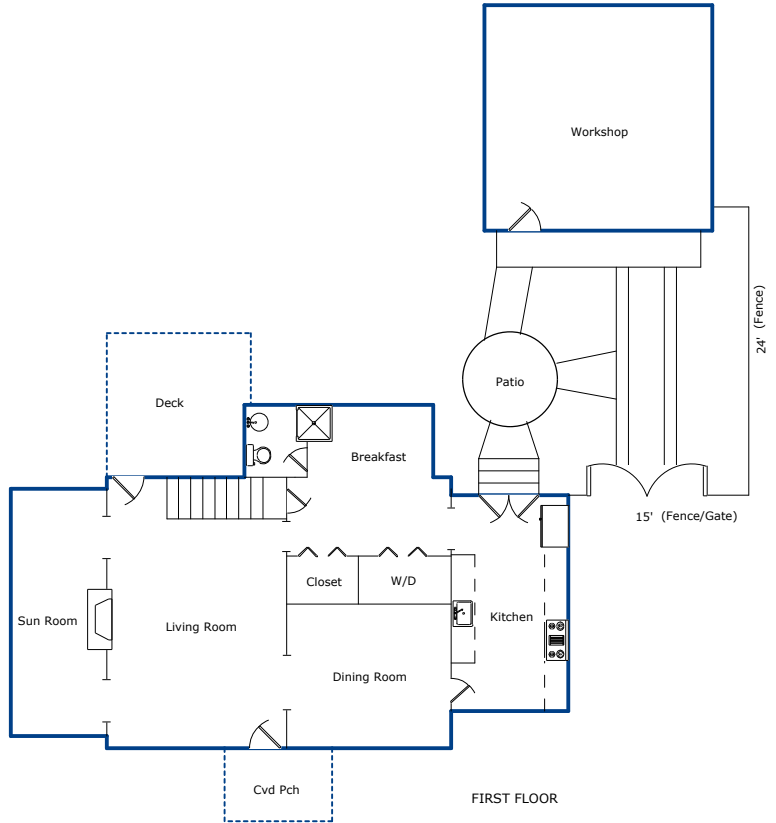 Workshop
24' (Fence)
Patio
Deck
Breakfast
15' (Fence/Gate)
Closet
W/D
Sun Room
Living Room
Kitchen
Dining Room
Cvd Pch
FIRST FLOOR